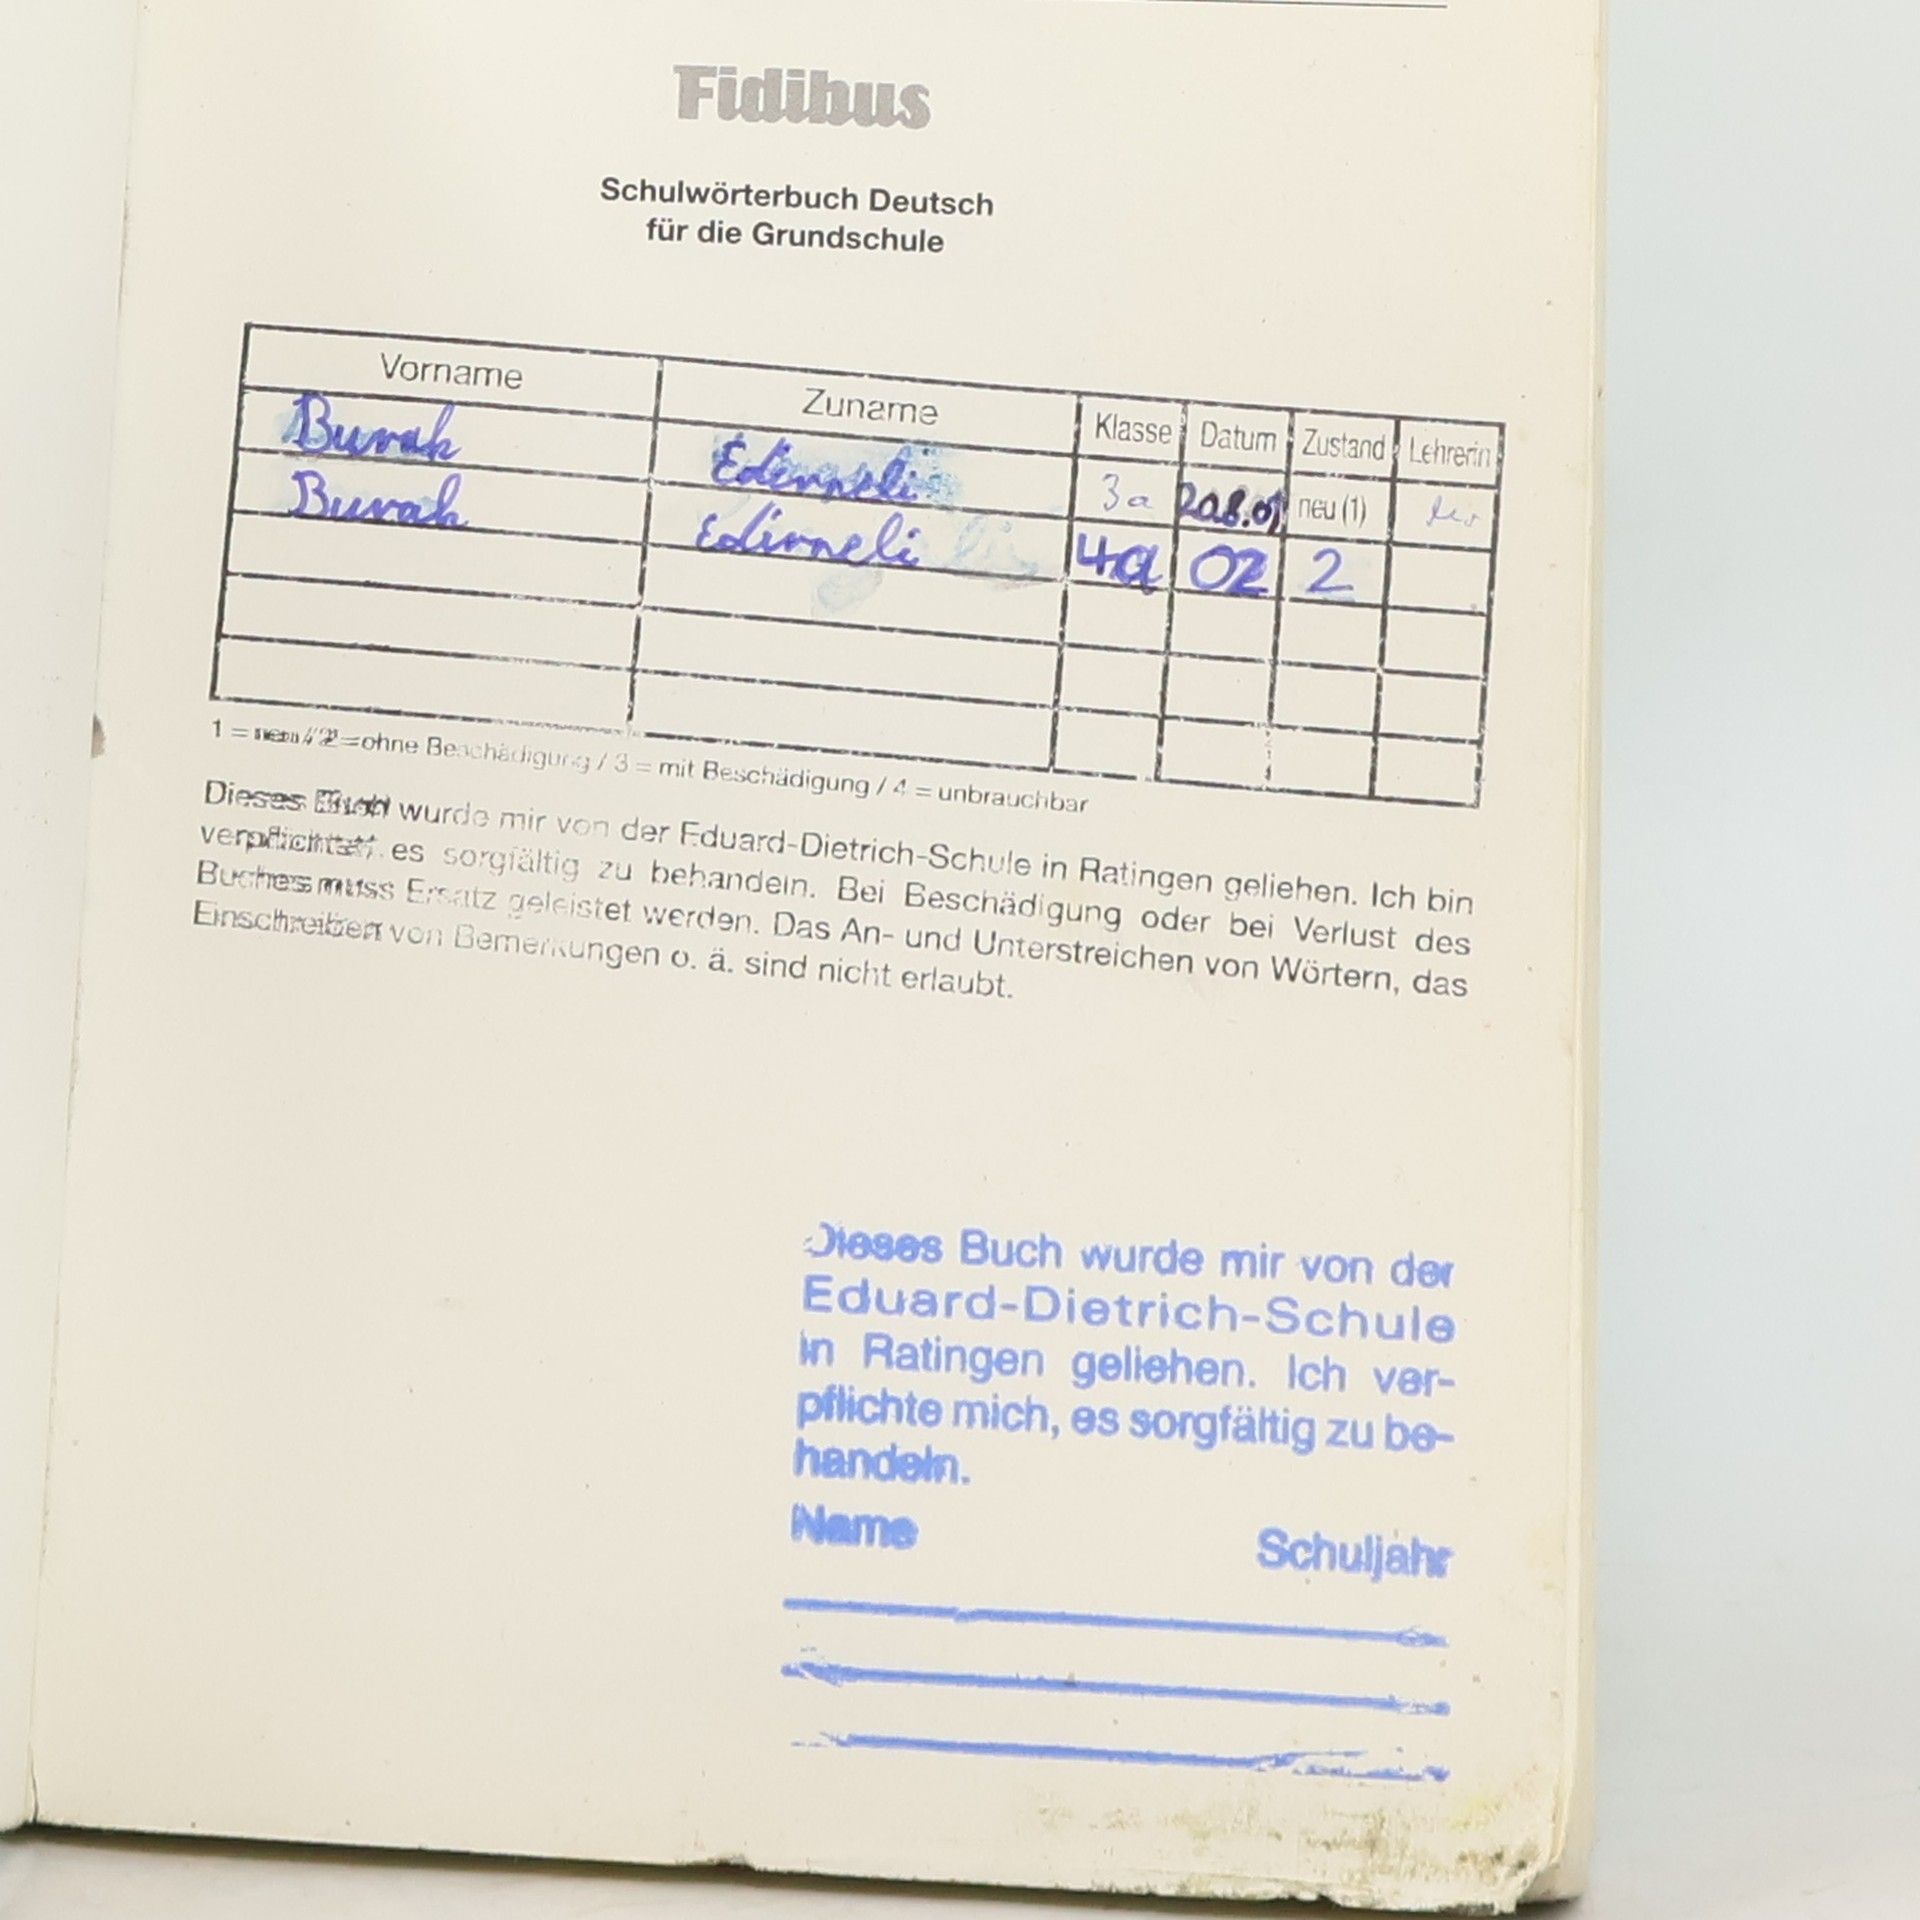 Fidibus
Schulwörterbuch Deutsch
für die Grundschule
Vorname Zuname Klasse Datum Zustand Lehrerin
Burak Edirneli 3a 20.8.01 neu (1)
Burak Edirneli 4a 02 2
1 = neu / 2 = ohne Beschädigung / 3 = mit Beschädigung / 4 = unbrauchbar
Dieses Buch wurde mir von der Eduard-Dietrich-Schule in Ratingen geliehen. Ich bin
verpflichtet, es sorgfältig zu behandeln. Bei Beschädigung oder bei Verlust des
Buches muss Ersatz geleistet werden. Das An- und Unterstreichen von Wörtern, das
Einschreiben von Bemerkungen o. ä. sind nicht erlaubt.
Dieses Buch wurde mir von der
Eduard-Dietrich-Schule
in Ratingen geliehen. Ich ver-
pflichte mich, es sorgfältig zu be-
handeln.
Name Schuljahr